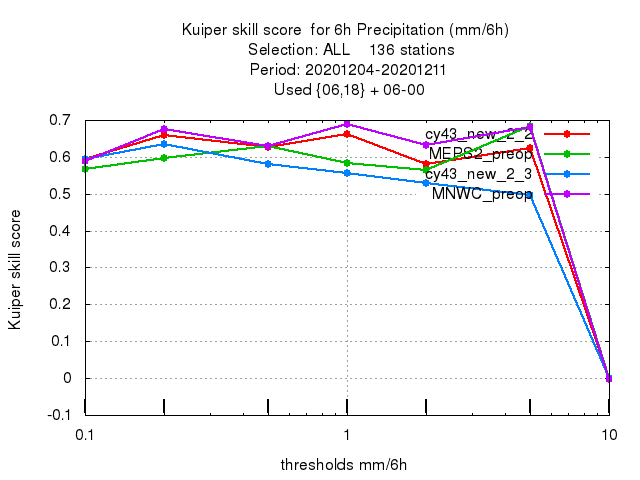 Kuiper skill score  for 6h Precipitation (mm/6h)
Selection: ALL    136 stations
Period: 20201204-20201211
Used {06,18} + 06-00
0.7
0.6
0.5
0.4
0.3
0.2
0.1
0
-0.1
Kuiper skill score
cy43_new_2_2
MEPS2_preop
cy43_new_2_3
MNWC_preop
0.1
1
10
thresholds mm/6h